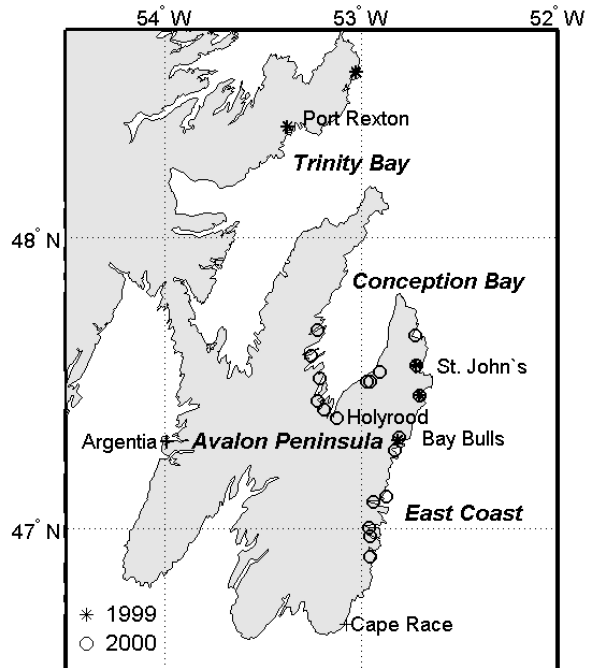 54° W 53° W 52° W
Port Rexton
Trinity Bay
48° N
Conception Bay
St. John`s
Holyrood
Argentia Avalon Peninsula Bay Bulls
East Coast
47° N
1999
Cape Race
2000